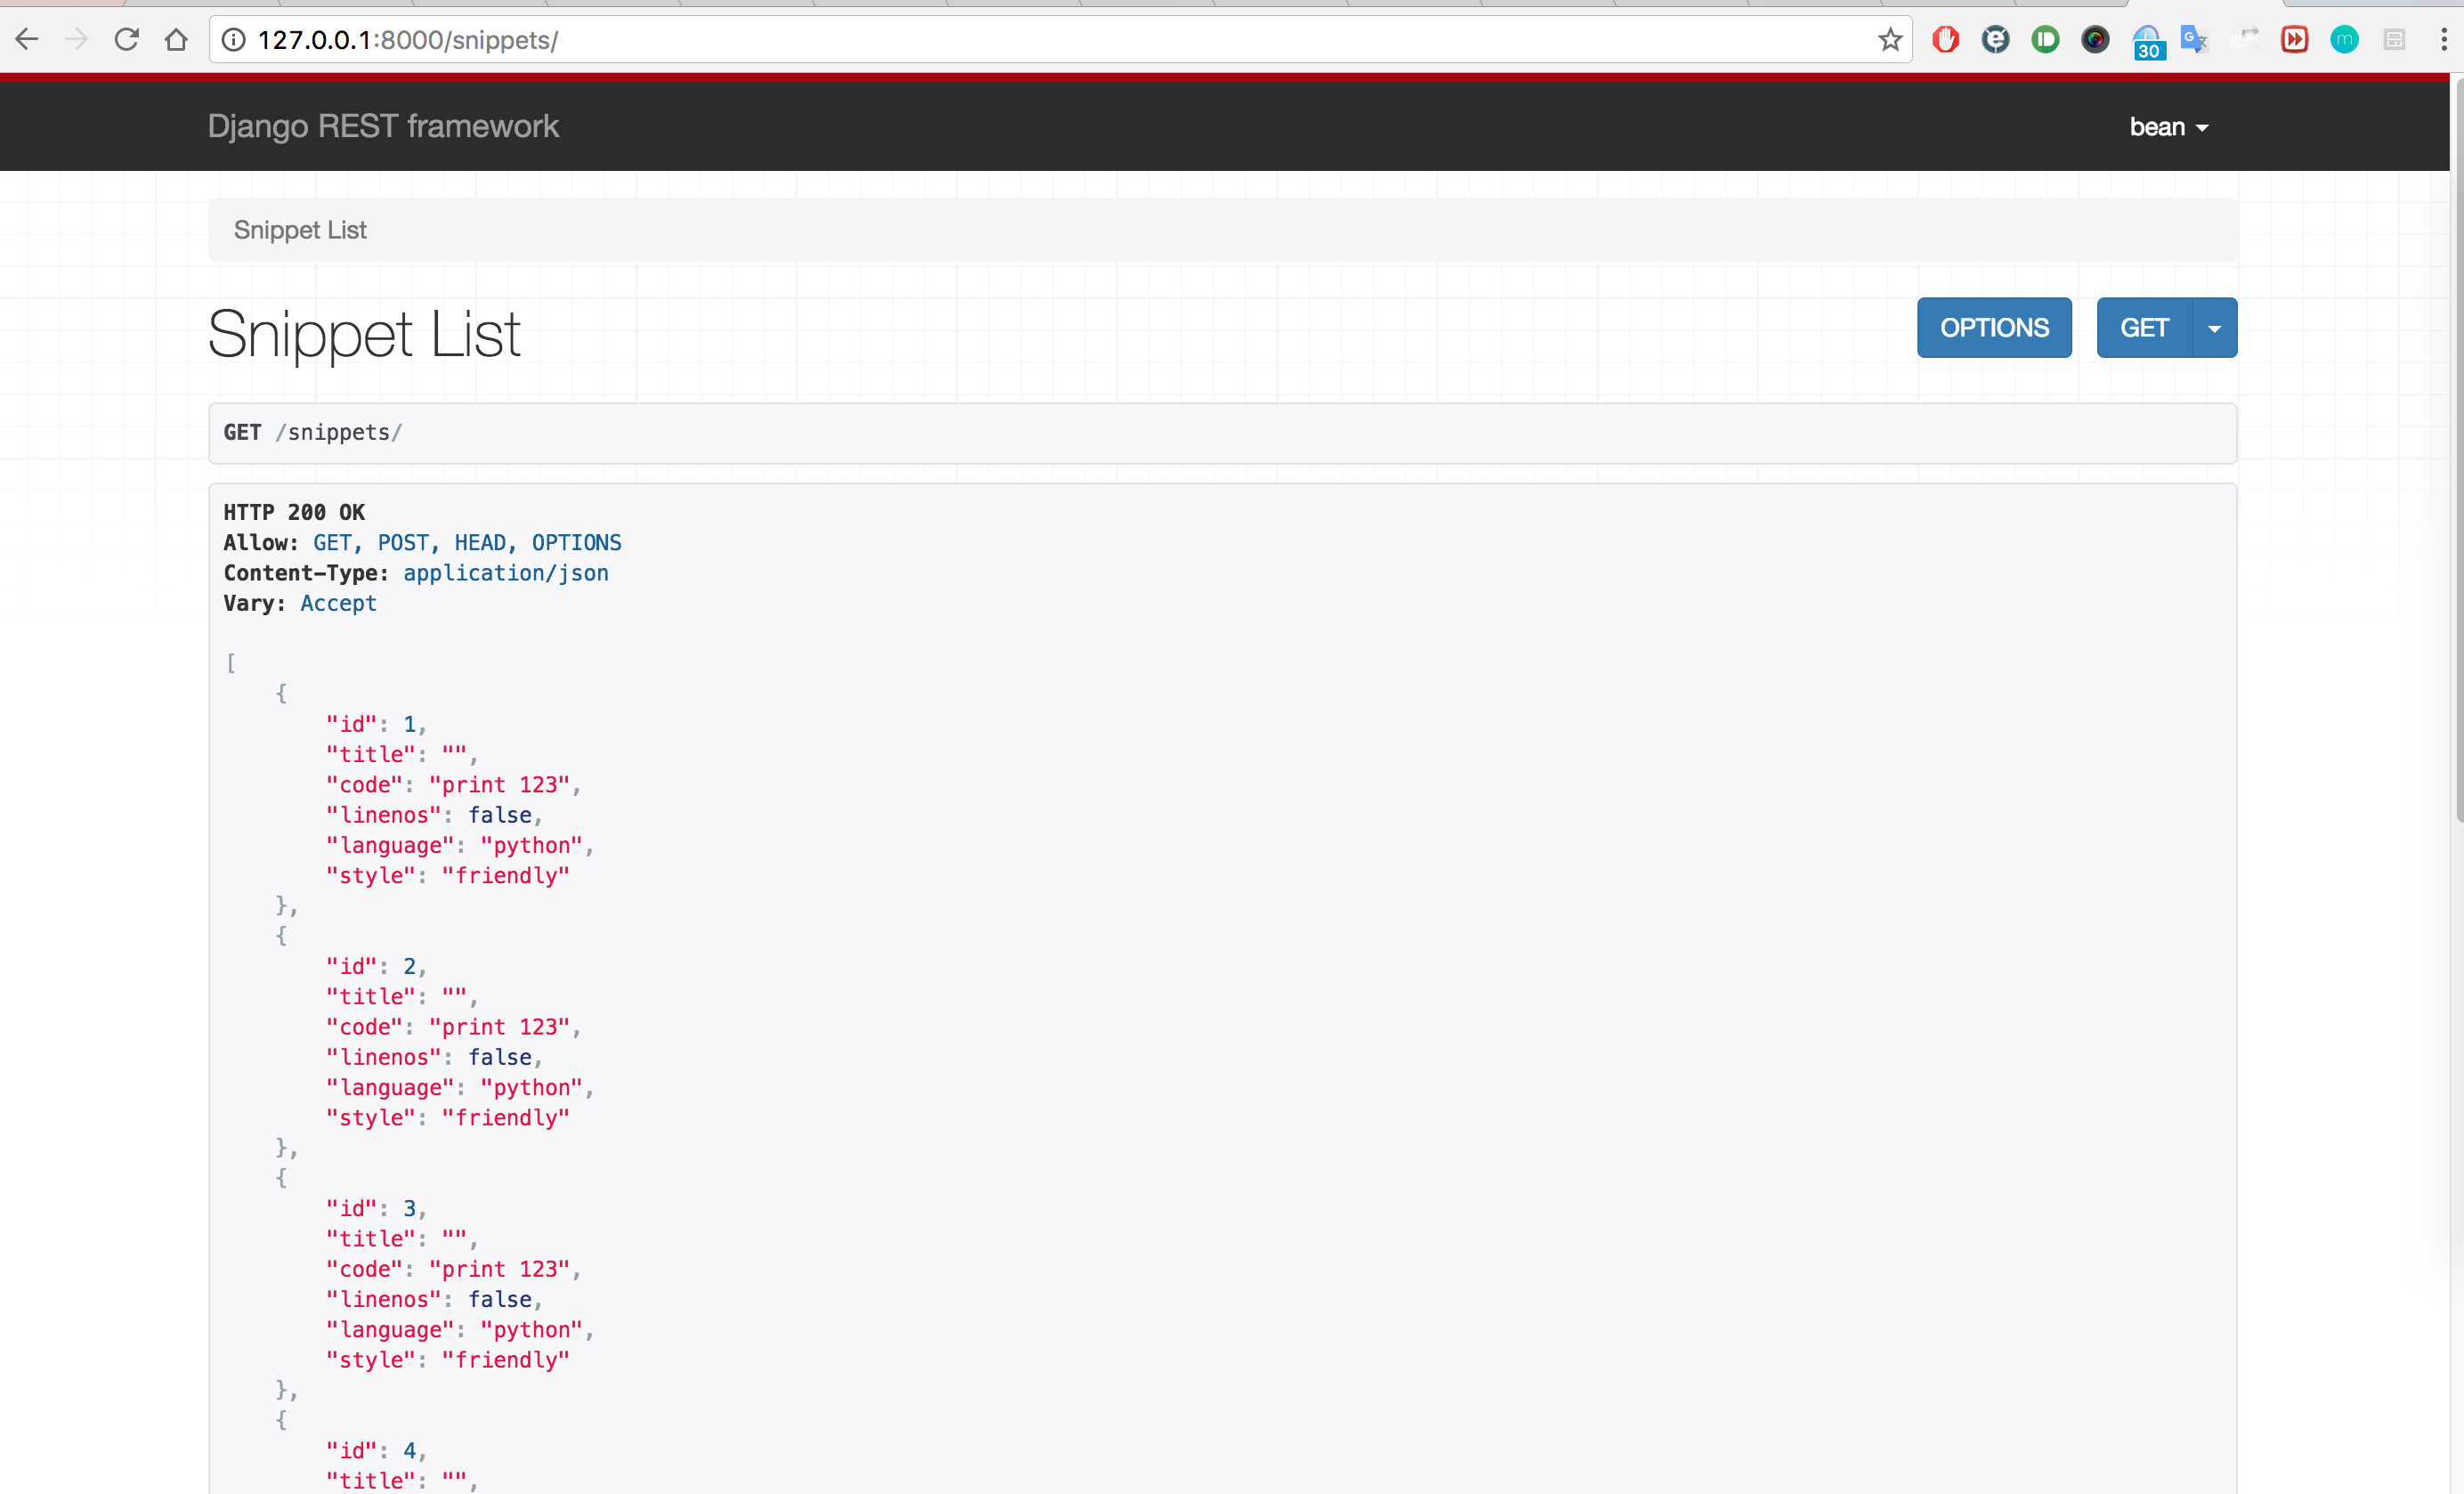 127.0.0.1:8000/snippets/
30
Django REST framework
bean
Snippet List
Snippet List
OPTIONS
GET
GET /snippets/
HTTP 200 OK
Allow: GET, POST, HEAD, OPTIONS
Content-Type: application/json
Vary: Accept
[
    {
        "id": 1,
        "title": "",
        "code": "print 123",
        "linenos": false,
        "language": "python",
        "style": "friendly"
    },
    {
        "id": 2,
        "title": "",
        "code": "print 123",
        "linenos": false,
        "language": "python",
        "style": "friendly"
    },
    {
        "id": 3,
        "title": "",
        "code": "print 123",
        "linenos": false,
        "language": "python",
        "style": "friendly"
    },
    {
        "id": 4,
        "title": "",